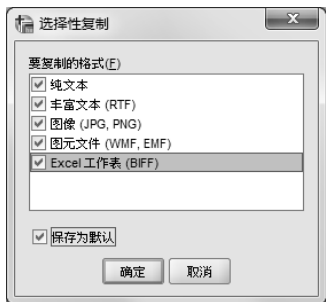 选择性复制
要复制的格式(F)
纯文本
丰富文本 (RTF)
图像 (JPG, PNG)
图元文件 (WMF, EMF)
Excel 工作表 (BIFF)
保存为默认
确定 取消